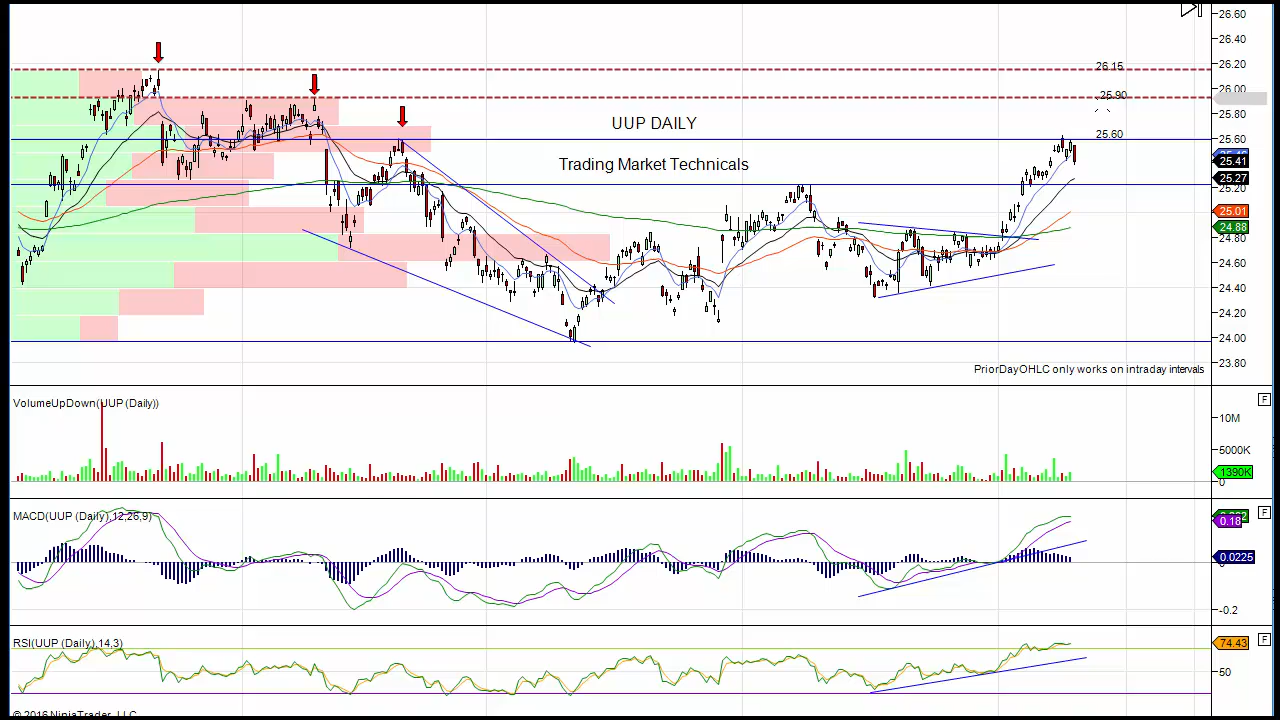 26.60
26.40
26.15
26.20
26.00
25.90
25.80
UUP DAILY
25.60
25.60
Trading Market Technicals
25.41
25.27
25.20
25.01
24.88
24.80
24.60
24.40
24.20
24.00
PriorDayOHLC only works on intraday intervals
23.80
VolumeUpDown(UUP (Daily))
F
10M
5000K
1390K
0
MACD(UUP (Daily),12,26,9)
F
0.18
0.0225
-0.2
RSI(UUP (Daily),14,3)
F
74.43
50
© 2016 NinjaTrader, LLC